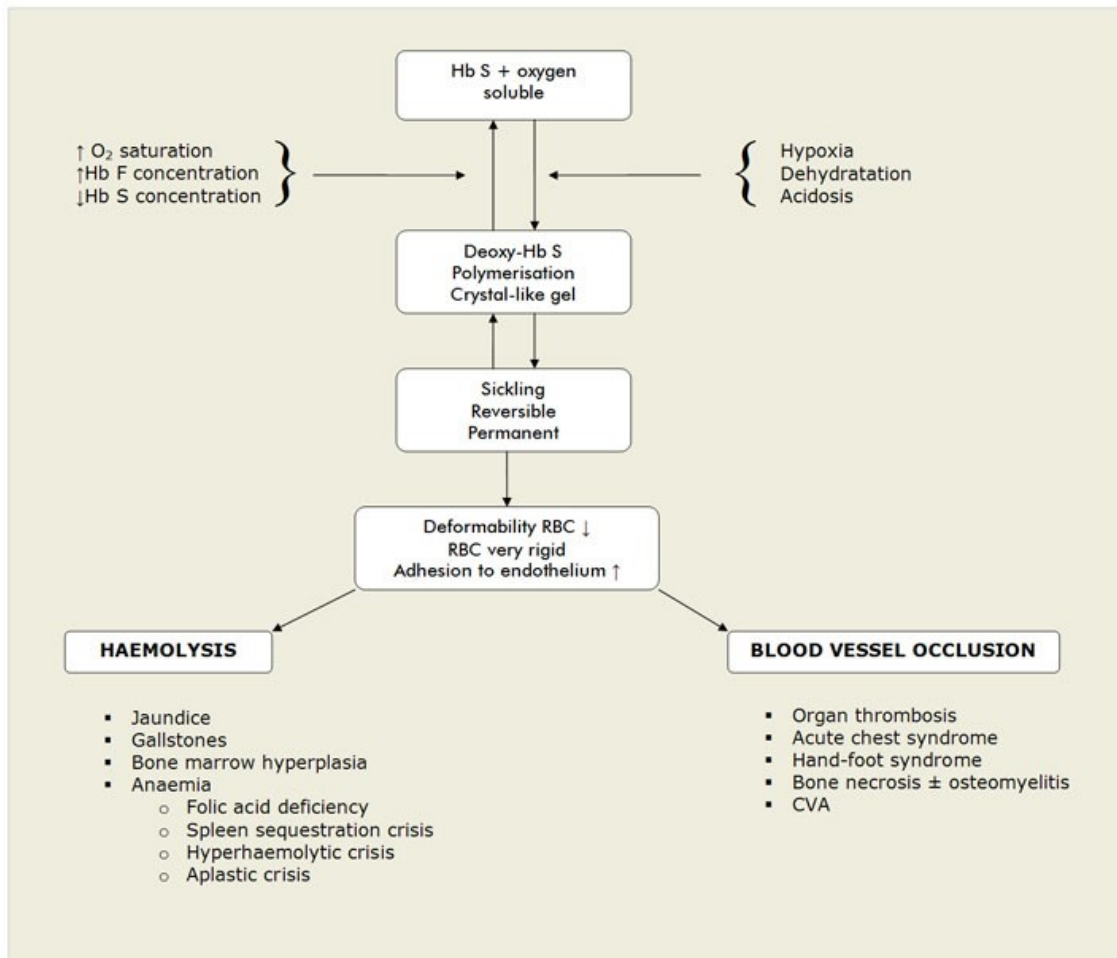 Hb S + oxygen
soluble
↑ O₂ saturation
↑Hb F concentration
↓Hb S concentration
Hypoxia
Dehydratation
Acidosis
Deoxy-Hb S
Polymerisation
Crystal-like gel
Sickling
Reversible
Permanent
Deformability RBC ↓
RBC very rigid
Adhesion to endothelium ↑
HAEMOLYSIS
▪ Jaundice
▪ Gallstones
▪ Bone marrow hyperplasia
▪ Anaemia
o Folic acid deficiency
o Spleen sequestration crisis
o Hyperhaemolytic crisis
o Aplastic crisis
BLOOD VESSEL OCCLUSION
▪ Organ thrombosis
▪ Acute chest syndrome
▪ Hand-foot syndrome
▪ Bone necrosis ± osteomyelitis
▪ CVA